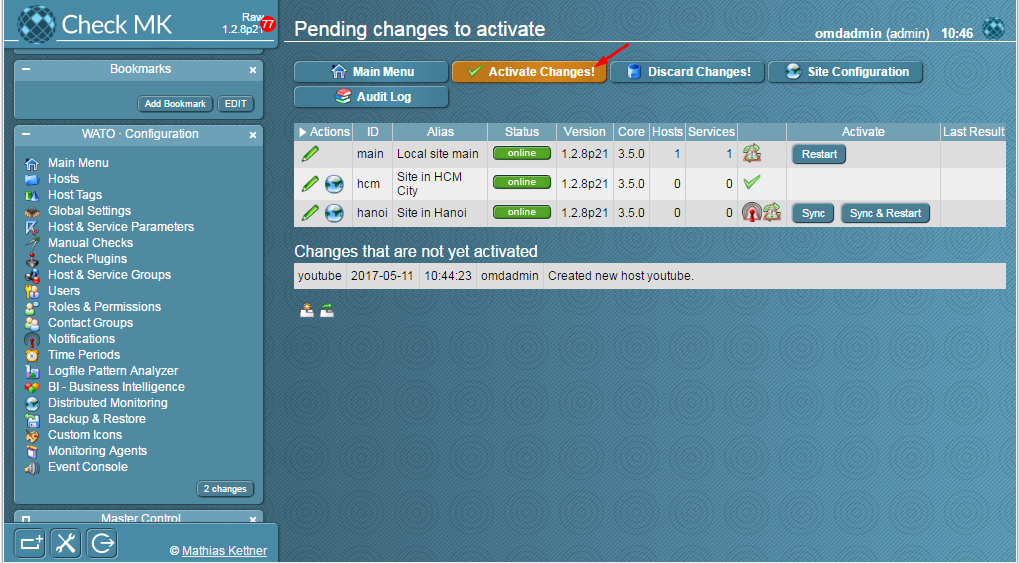 Check MK
Raw
1.2.8p21
77
Pending changes to activate
omdadmin (admin) 10:46
Bookmarks
Add Bookmark EDIT
WATO · Configuration
Main Menu
Hosts
Host Tags
Global Settings
Host & Service Parameters
Manual Checks
Check Plugins
Host & Service Groups
Users
Roles & Permissions
Contact Groups
Notifications
Time Periods
Logfile Pattern Analyzer
BI - Business Intelligence
Distributed Monitoring
Backup & Restore
Custom Icons
Monitoring Agents
Event Console
2 changes
Master Control
© Mathias Kettner
Main Menu Activate Changes! Discard Changes! Site Configuration
Audit Log
Actions ID Alias Status Version Core Hosts Services Activate Last Result
main Local site main online 1.2.8p21 3.5.0 1 1 Restart
hcm Site in HCM City online 1.2.8p21 3.5.0 0 0
hanoi Site in Hanoi online 1.2.8p21 3.5.0 0 0 Sync Sync & Restart
Changes that are not yet activated
youtube 2017-05-11 10:44:23 omdadmin Created new host youtube.